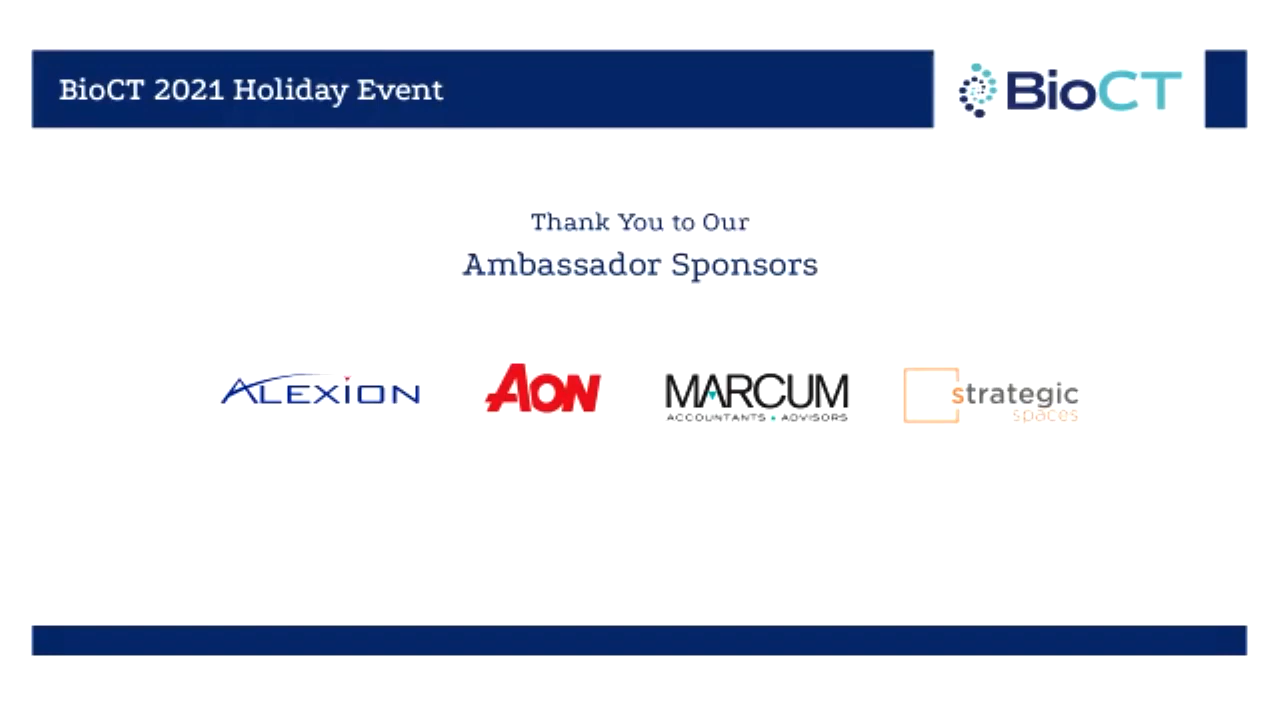 BioCT 2021 Holiday Event
BioCT
Thank You to Our
Ambassador Sponsors
ALEXION
AON
MARCUM
ACCOUNTANTS • ADVISORS
strategic
spaces